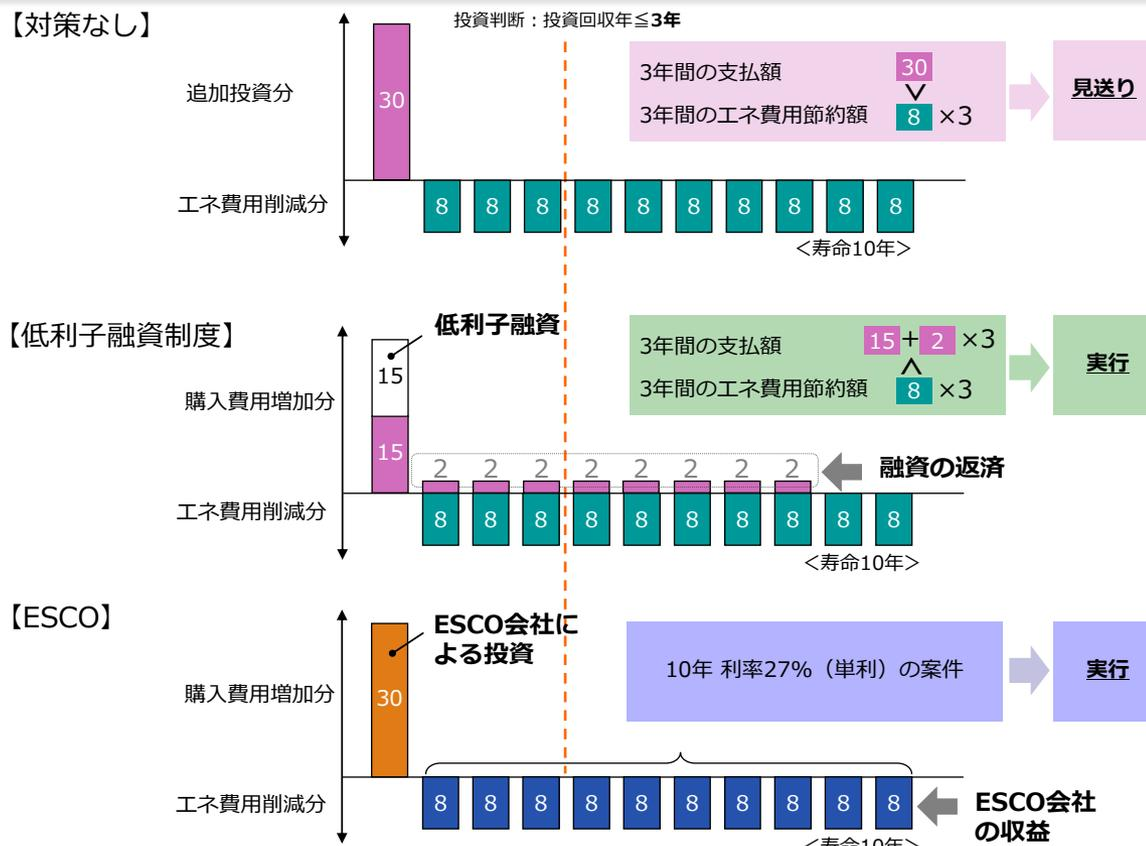 【対策なし】
投資判断：投資回収年≦3年
追加投資分
30
エネ費用削減分
8 8 8 8 8 8 8 8 8 8
＜寿命10年＞
3年間の支払額 30
∨
3年間のエネ費用節約額 8 ×3
見送り
【低利子融資制度】
低利子融資
購入費用増加分
15
15
2 2 2 2 2 2 2 2
融資の返済
エネ費用削減分
8 8 8 8 8 8 8 8 8 8
＜寿命10年＞
3年間の支払額 15 + 2 ×3
∧
3年間のエネ費用節約額 8 ×3
実行
【ESCO】
ESCO会社に
よる投資
購入費用増加分
30
10年 利率27%（単利）の案件
実行
エネ費用削減分
8 8 8 8 8 8 8 8 8 8
ESCO会社
の収益
＜寿命10年＞